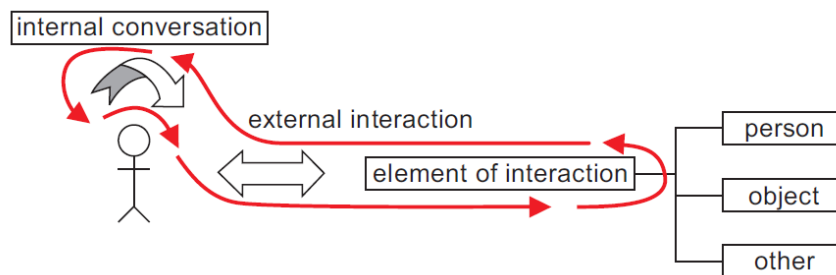 internal conversation
external interaction
person
element of interaction
object
other